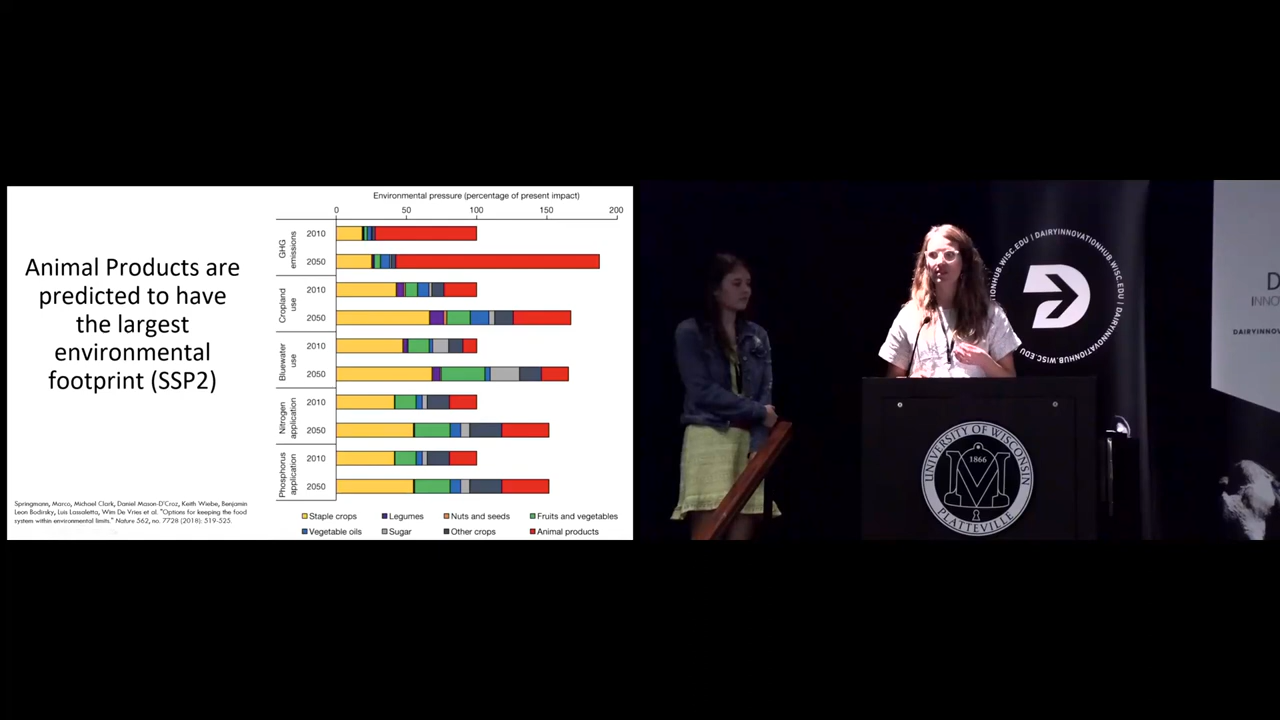 Animal Products are
predicted to have
the largest
environmental
footprint (SSP2)
Springmann, Marco, Michael Clark, Daniel Mason-D'Croz, Keith Wiebe, Benjamin
Leon Bodirsky, Luis Lassaletta, Wim De Vries et al. "Options for keeping the food
system within environmental limits." Nature 562, no. 7728 (2018): 519-525.
Environmental pressure (percentage of present impact)
0 50 100 150 200
GHG
emissions
2010
2050
Cropland
use
2010
2050
Bluewater
use
2010
2050
Nitrogen
application
2010
2050
Phosphorus
application
2010
2050
Staple crops Legumes Nuts and seeds Fruits and vegetables
Vegetable oils Sugar Other crops Animal products
DAIRYINNOVATIONHUB.WISC.EDU | DAIRYINNOVATIONHUB.WISC.EDU
UNIVERSITY OF WISCONSIN
1866
M
PLATTEVILLE
D
INNO
DAIRYINNOV